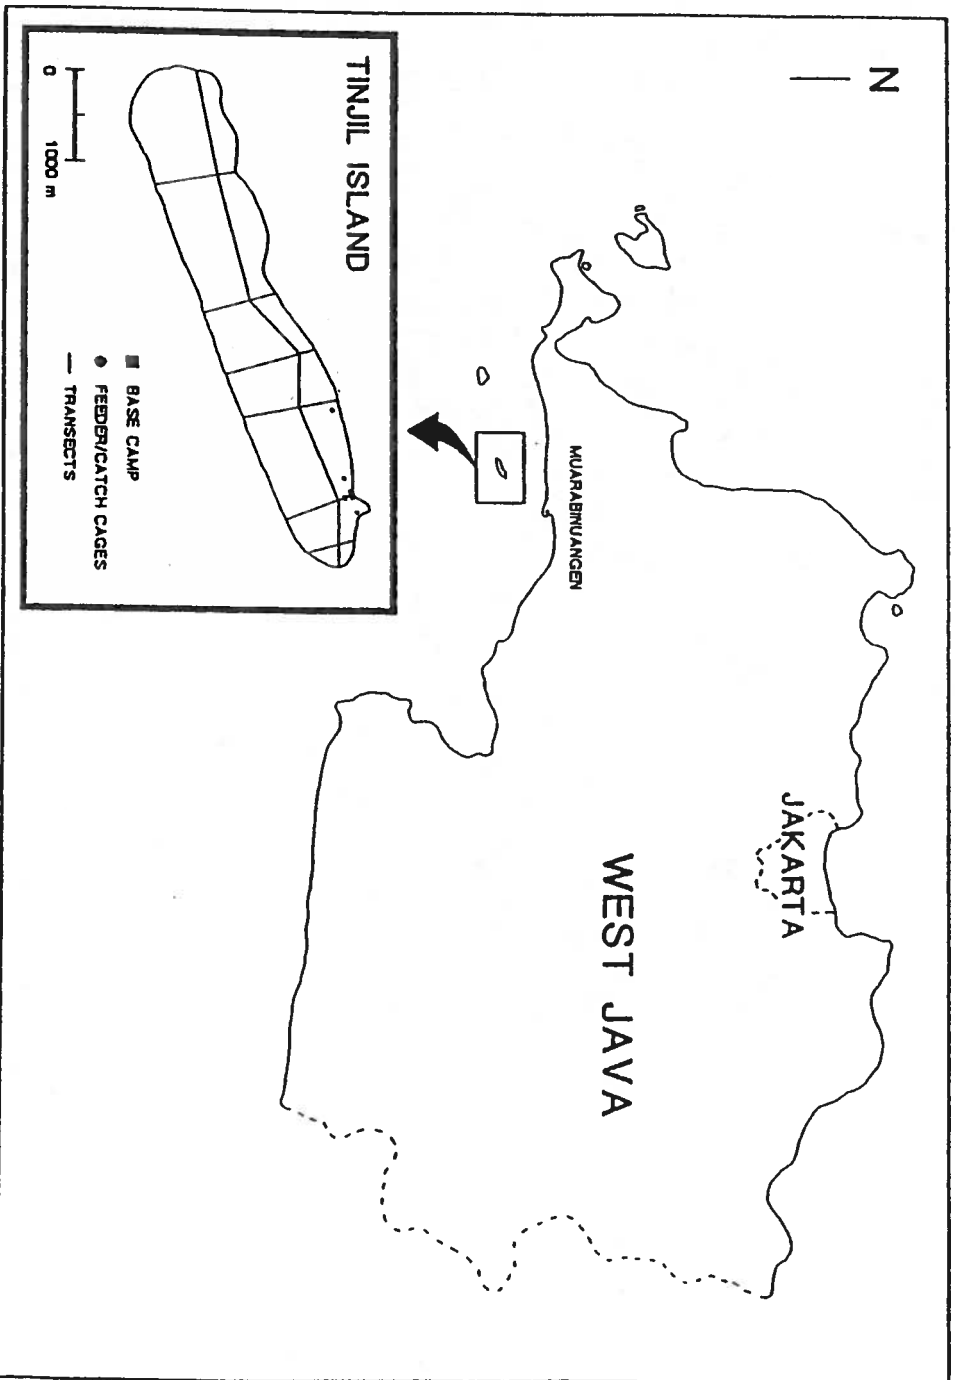 N
JAKARTA
WEST JAVA
MUARABINUANGEN
TINJIL ISLAND
BASE CAMP
FEEDER/CATCH CAGES
TRANSECTS
0 1000 m